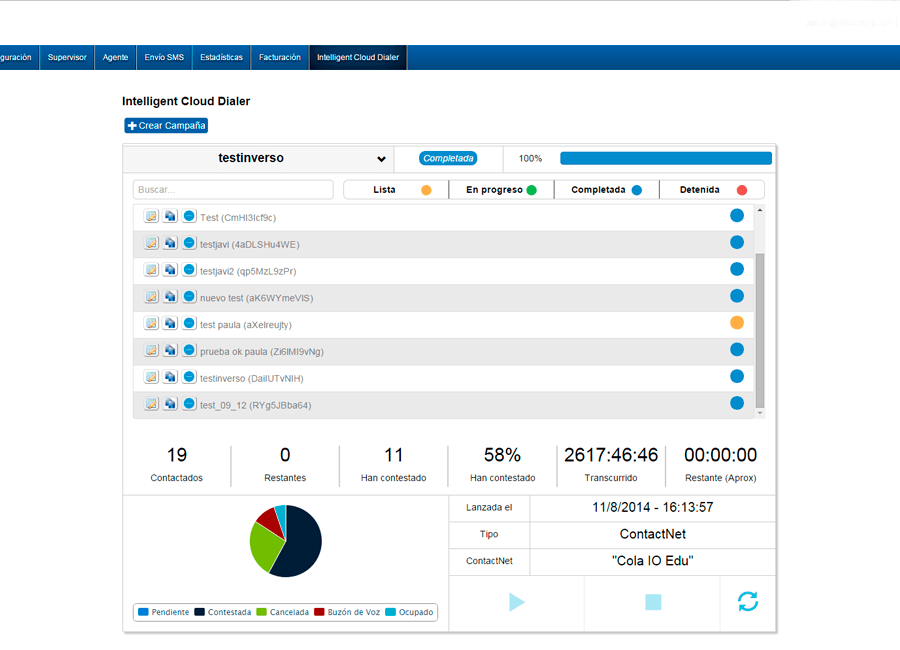 guración Supervisor Agente Envío SMS Estadísticas Facturación Intelligent Cloud Dialer
Intelligent Cloud Dialer
Crear Campaña
testinverso Completada 100%
Buscar... Lista En progreso Completada Detenida
Test (CmHI3Icf9c)
testjavi (4aDLSHu4WE)
testjavi2 (qp5MzL9zPr)
nuevo test (aK6WYmeVlS)
test paula (aXeIreujty)
prueba ok paula (Zi6lMI9vNg)
testinverso (DailUTvNIH)
test_09_12 (RYg5JBba64)
19 0 11 58% 2617:46:46 00:00:00
Contactados Restantes Han contestado Han contestado Transcurrido Restante (Aprox)
Lanzada el 11/8/2014 - 16:13:57
Tipo ContactNet
ContactNet "Cola IO Edu"
Pendiente Contestada Cancelada Buzón de Voz Ocupado